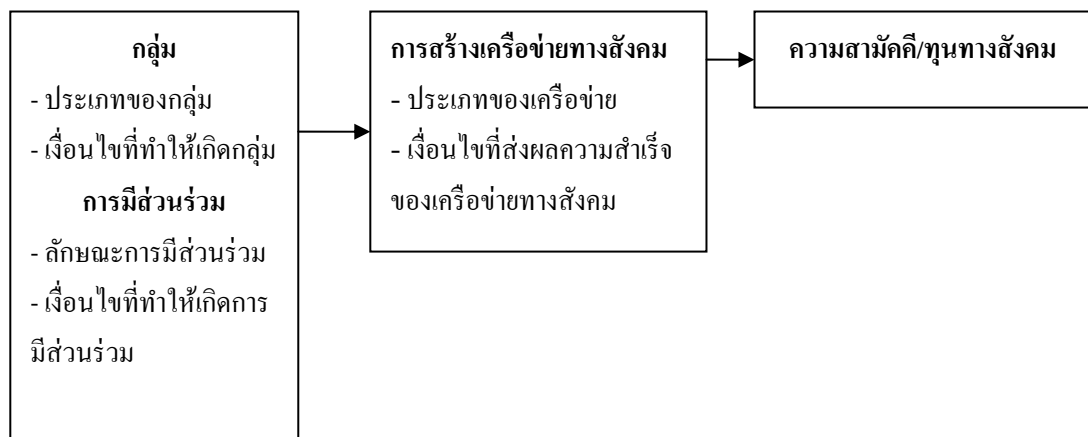 กลุ่ม
- ประเภทของกลุ่ม
- เงื่อนไขที่ทำให้เกิดกลุ่ม
การมีส่วนร่วม
- ลักษณะการมีส่วนร่วม
- เงื่อนไขที่ทำให้เกิดการ
มีส่วนร่วม
การสร้างเครือข่ายทางสังคม
- ประเภทของเครือข่าย
- เงื่อนไขที่ส่งผลความสำเร็จ
ของเครือข่ายทางสังคม
ความสามัคคี/ทุนทางสังคม